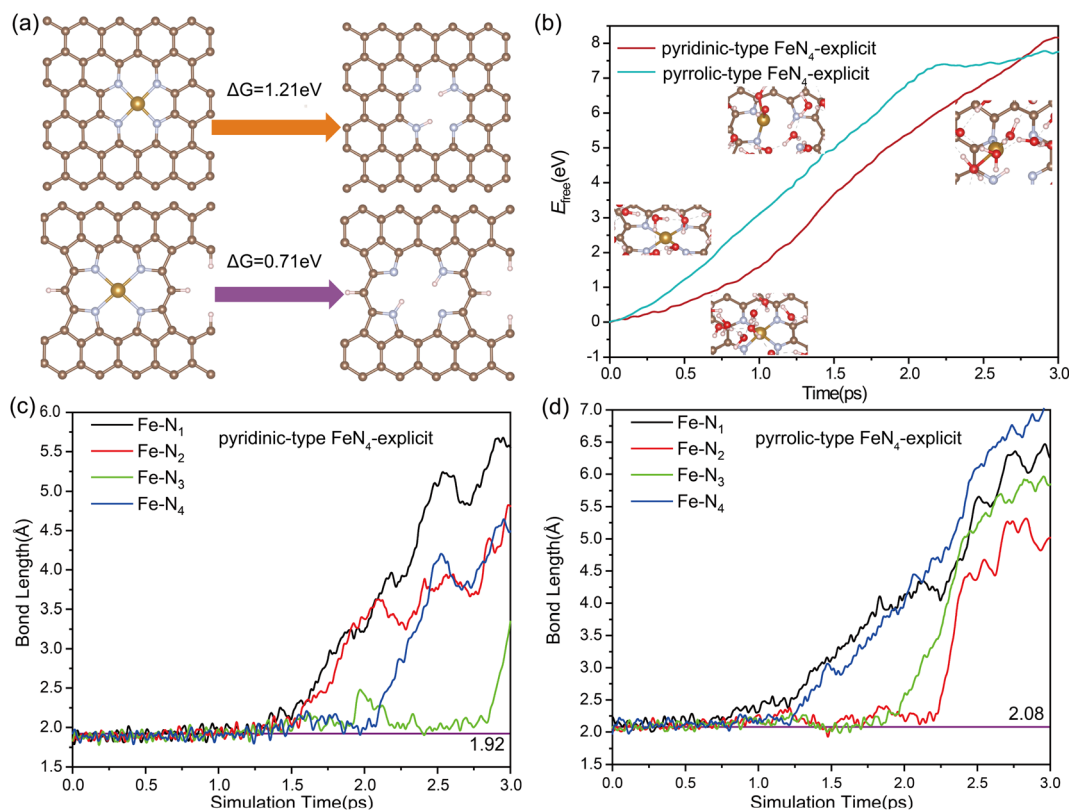 (a)
ΔG=1.21eV
ΔG=0.71eV
(b)
pyridinic-type FeN4-explicit
pyrrolic-type FeN4-explicit
Efree(eV)
8
7
6
5
4
3
2
1
0
-1
0.0 0.5 1.0 1.5 2.0 2.5 3.0
Time(ps)
(c)
Fe-N1
Fe-N2
Fe-N3
Fe-N4
pyridinic-type FeN4-explicit
Bond Length(Å)
6.0
5.5
5.0
4.5
4.0
3.5
3.0
2.5
2.0
1.5
1.92
0.0 0.5 1.0 1.5 2.0 2.5 3.0
Simulation Time(ps)
(d)
Fe-N1
Fe-N2
Fe-N3
Fe-N4
pyrrolic-type FeN4-explicit
Bond Length(Å)
7.0
6.5
6.0
5.5
5.0
4.5
4.0
3.5
3.0
2.5
2.0
1.5
2.08
0.0 0.5 1.0 1.5 2.0 2.5 3.0
Simulation Time(ps)